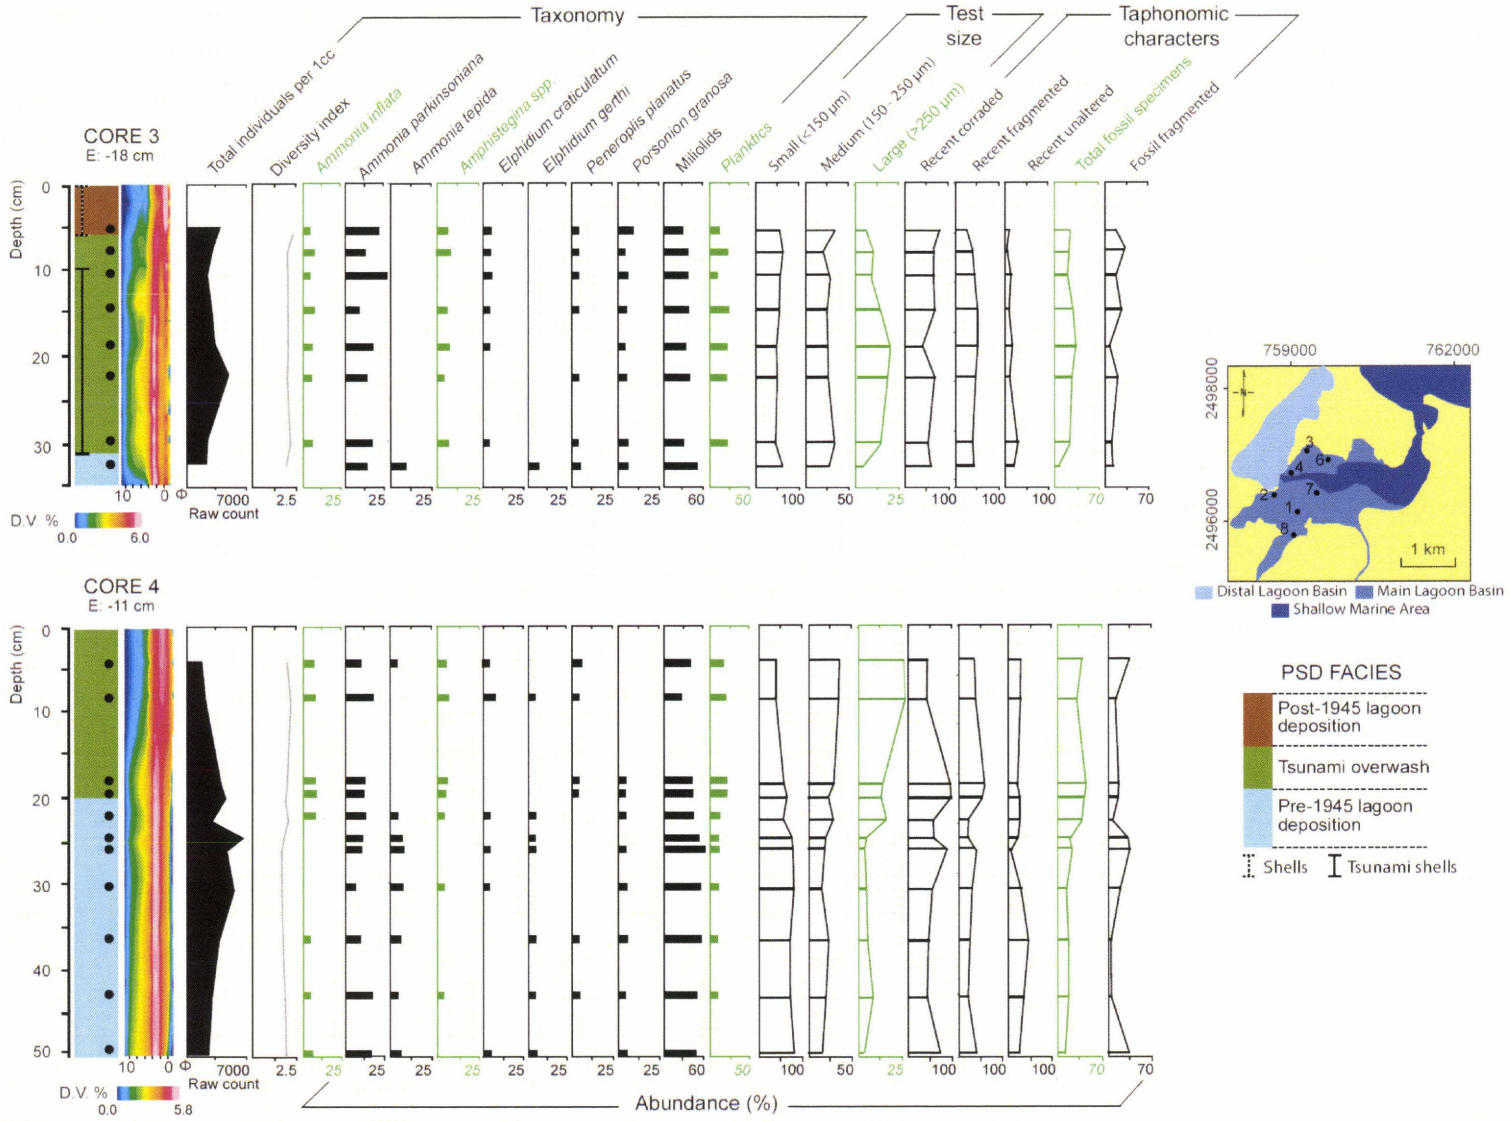 Taxonomy
Test size
Taphonomic characters
Total individuals per 1cc
Diversity index
Ammonia inflata
Ammonia parkinsoniana
Ammonia tepida
Amphistegina spp.
Elphidium craticulatum
Elphidium gerthi
Peneroplis planatus
Porsonion granosa
Miliolids
Planktics
Small (<150 µm)
Medium (150 - 250 µm)
Large (>250 µm)
Recent corraded
Recent fragmented
Recent unaltered
Total fossil specimens
Fossil fragmented
CORE 3
E: -18 cm
Depth (cm)
0
10
20
30
10 0 Φ
7000 2.5 25 25 25 25 25 25 25 25 60 50 100 50 25 100 100 100 70 70
Raw count
D.V. %
0.0 6.0
759000 762000
2498000
2496000
N
3
6
4
7
2
1
8
1 km
Distal Lagoon Basin Main Lagoon Basin
Shallow Marine Area
CORE 4
E: -11 cm
Depth (cm)
0
10
20
30
40
50
10 0 Φ
7000 2.5 25 25 25 25 25 25 25 25 60 50 100 50 25 100 100 100 70 70
Raw count
D.V. %
0.0 5.8
Abundance (%)
PSD FACIES
Post-1945 lagoon
deposition
Tsunami overwash
Pre-1945 lagoon
deposition
Shells Tsunami shells